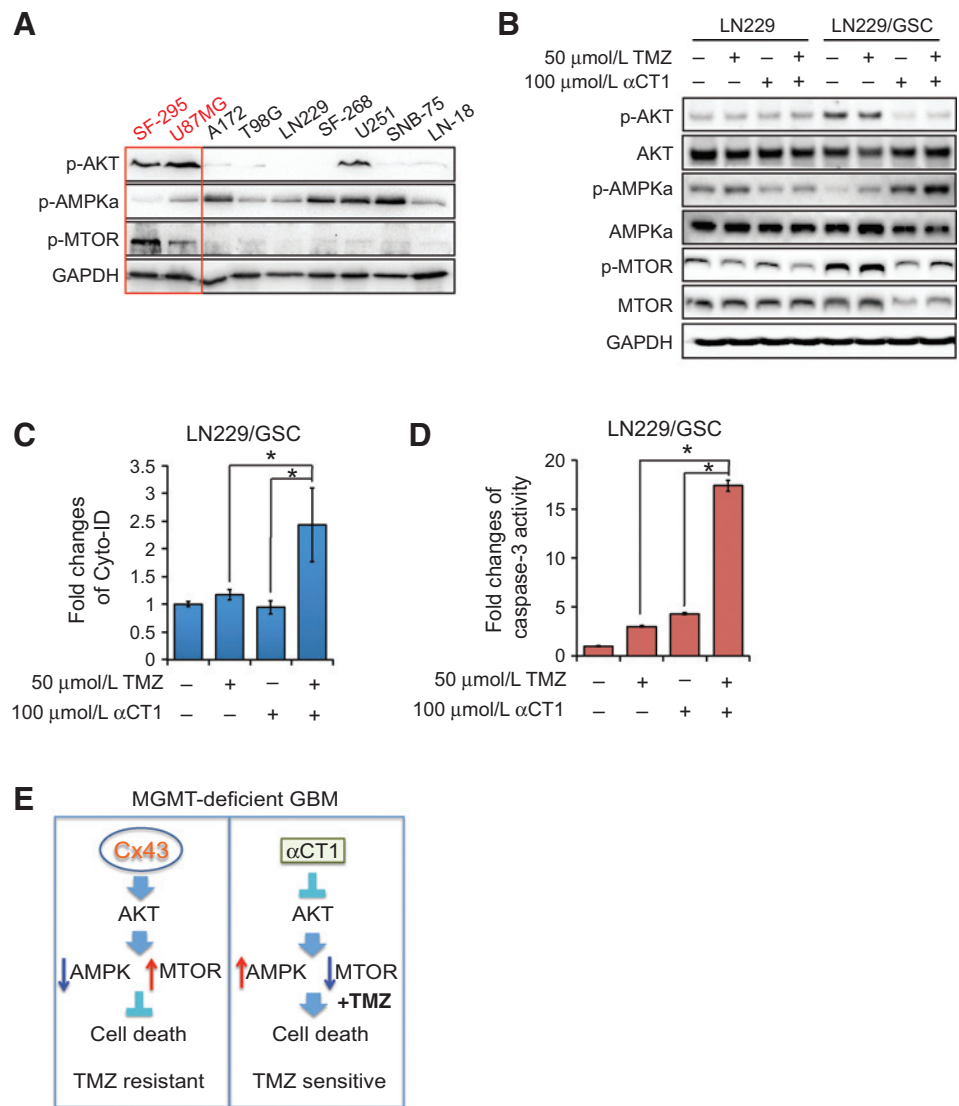 A
SF-295 U87MG A172 T98G LN229 SF-268 U251 SNB-75 LN-18
p-AKT
p-AMPKa
p-MTOR
GAPDH
B
LN229 LN229/GSC
50 μmol/L TMZ – + – + – + – +
100 μmol/L αCT1 – – + + – – + +
p-AKT
AKT
p-AMPKa
AMPKa
p-MTOR
MTOR
GAPDH
C
LN229/GSC
Fold changes
of Cyto-ID
3.5
3
2.5
2
1.5
1
0.5
0
* *
50 μmol/L TMZ – + – +
100 μmol/L αCT1 – – + +
D
LN229/GSC
Fold changes of
caspase-3 activity
20
15
10
5
0
* *
50 μmol/L TMZ – + – +
100 μmol/L αCT1 – – + +
E
MGMT-deficient GBM
Cx43
AKT
AMPK MTOR
Cell death
TMZ resistant
αCT1
AKT
AMPK MTOR
+TMZ
Cell death
TMZ sensitive